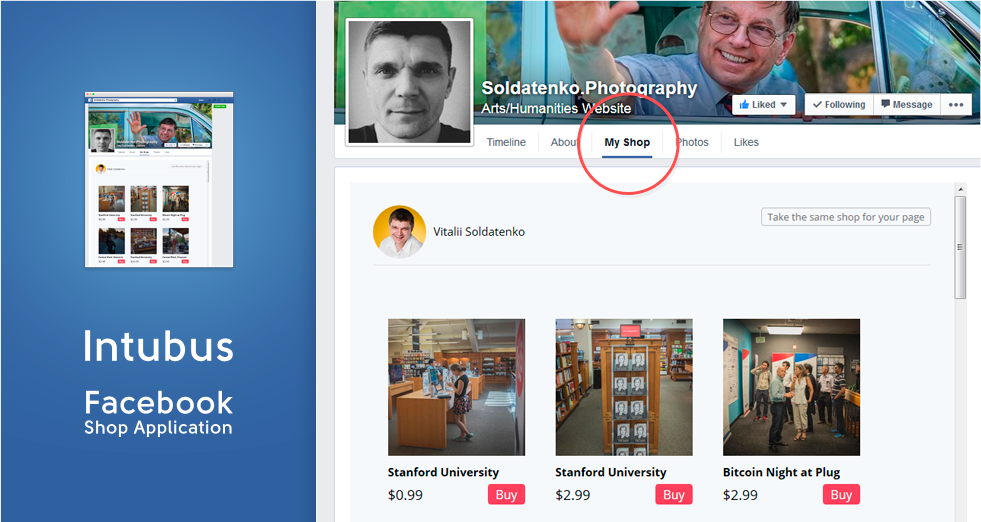 Intubus
Facebook
Shop Application
Soldatenko.Photography
Arts/Humanities Website
Liked
Following
Message
Timeline
About
My Shop
Photos
Likes
Vitalii Soldatenko
Take the same shop for your page
Stanford University
$0.99
Buy
Stanford University
$2.99
Buy
Bitcoin Night at Plug
$2.99
Buy